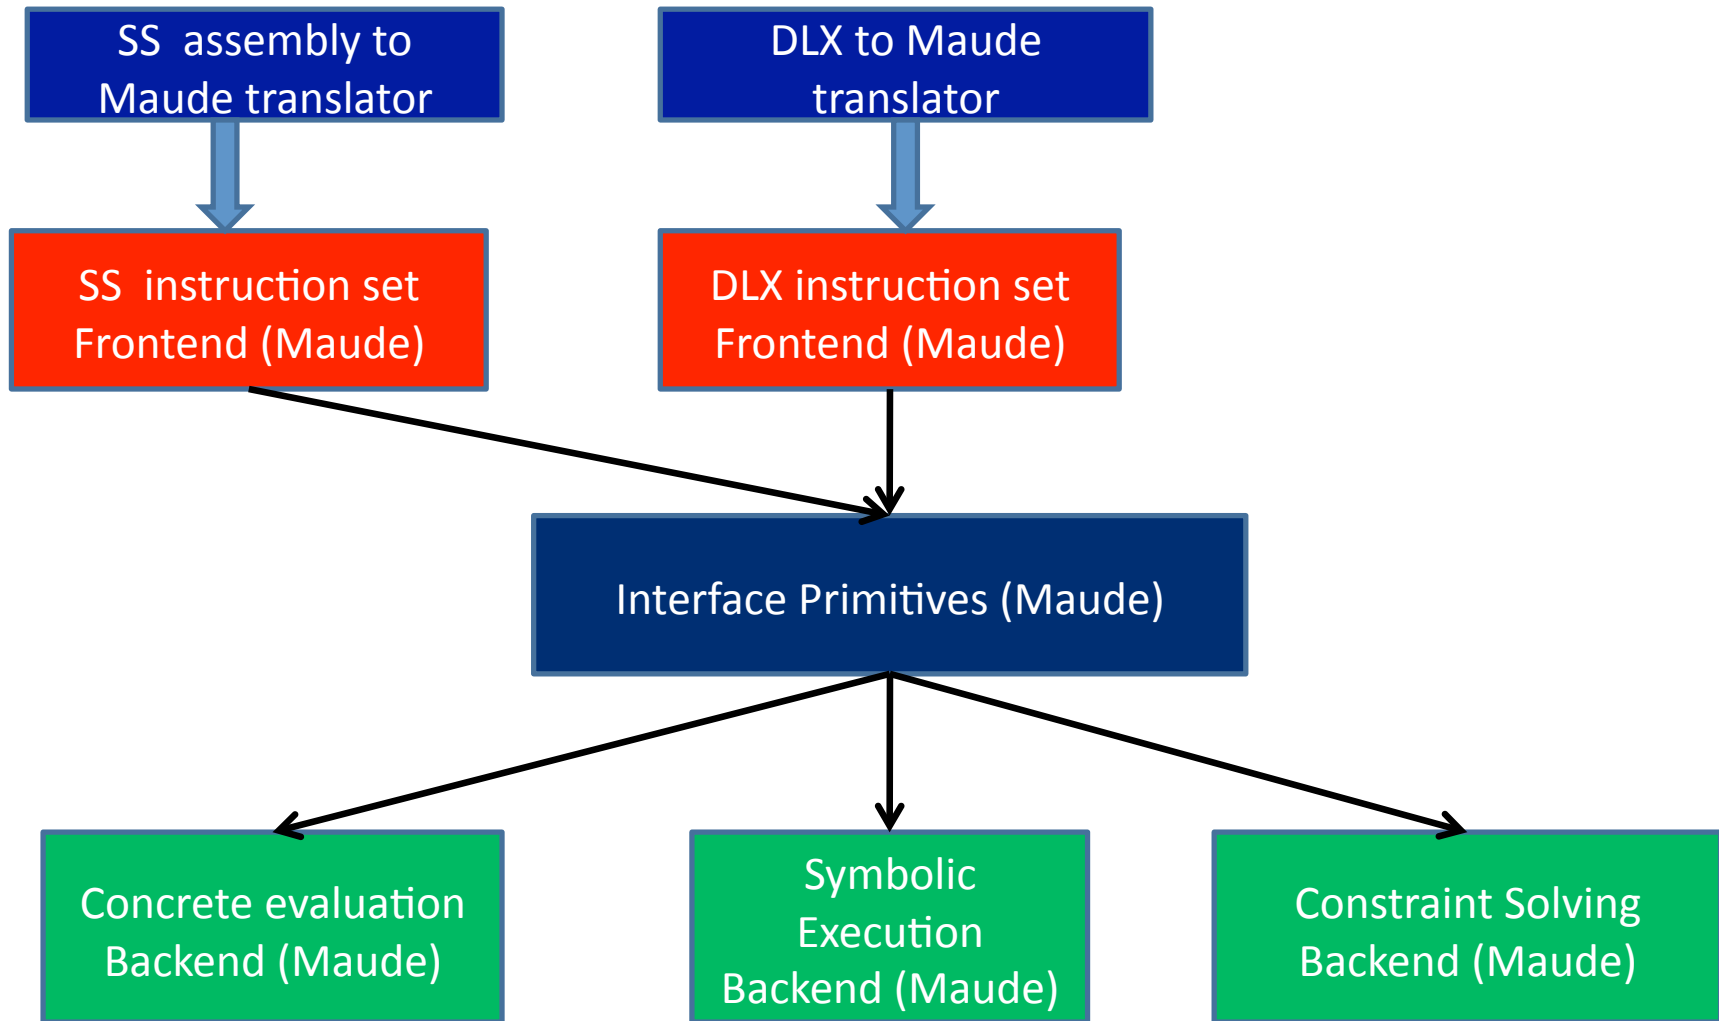 SS  assembly to
Maude translator
DLX to Maude
translator
SS  instruction set
Frontend (Maude)
DLX instruction set
Frontend (Maude)
Interface Primitives (Maude)
Concrete evaluation
Backend (Maude)
Symbolic
Execution
Backend (Maude)
Constraint Solving
Backend (Maude)